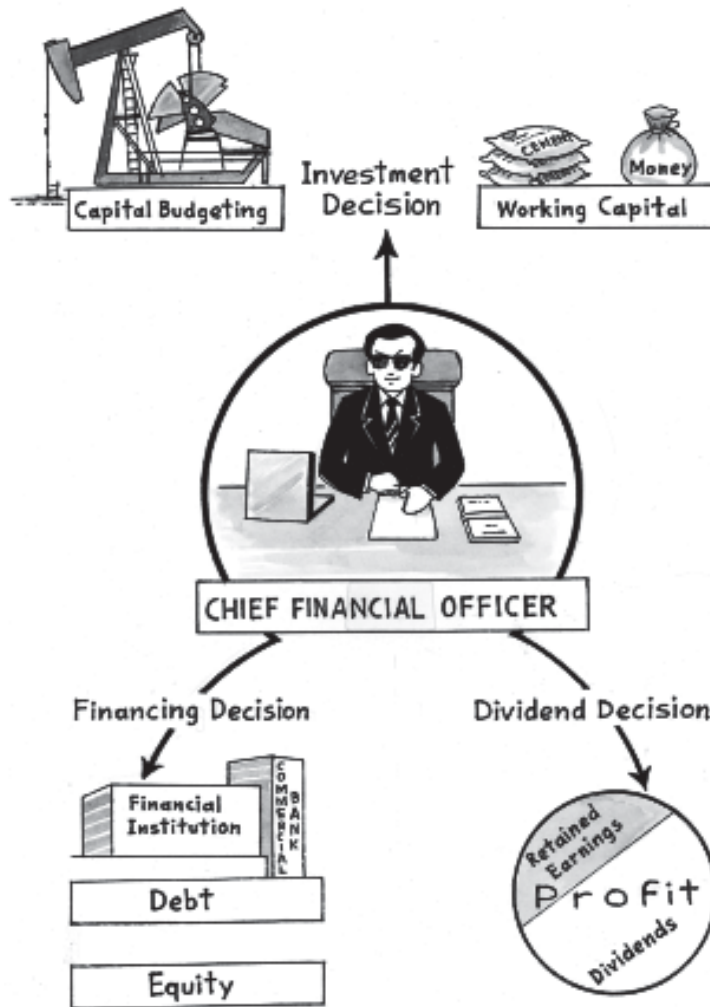 CEMENT
Money
Capital Budgeting
Investment
Decision
Working Capital
CHIEF FINANCIAL OFFICER
Financing Decision
Dividend Decision
Financial
Institution
COMMERCIAL
BANK
Debt
Equity
Retained
Earnings
Profit
Dividends